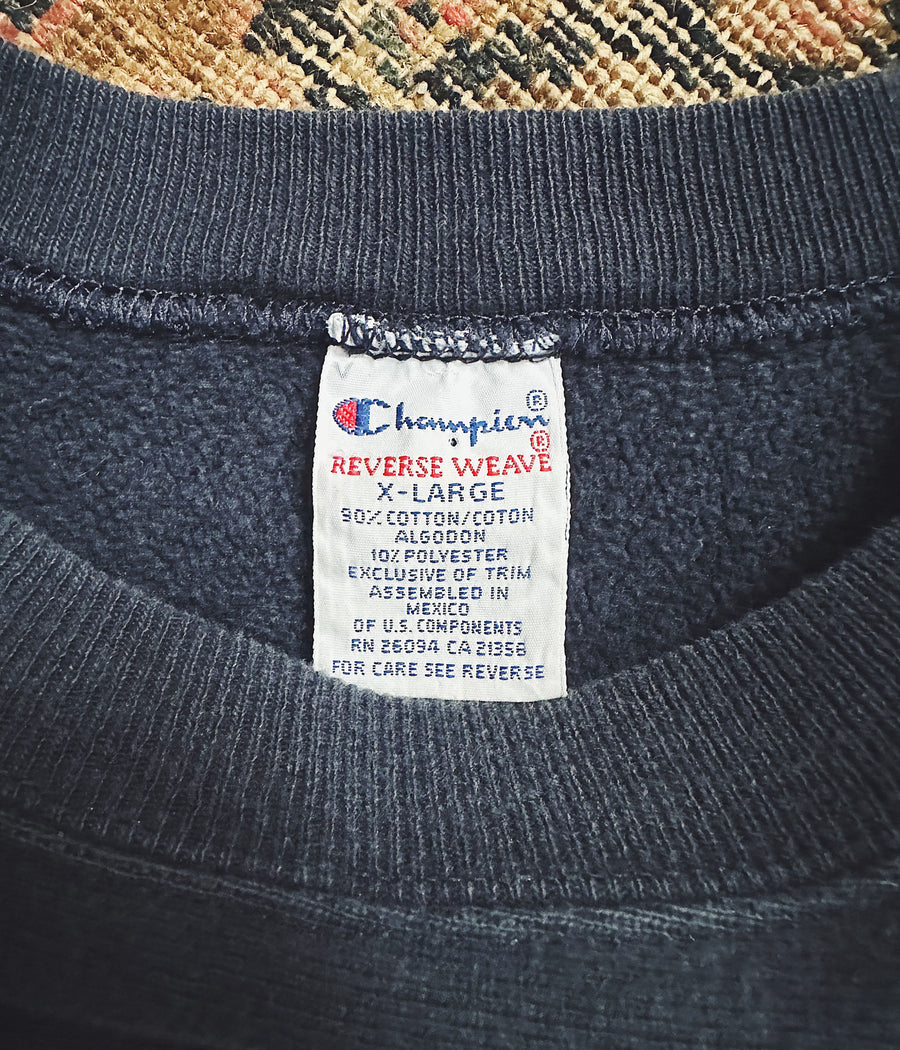 Champion®
REVERSE WEAVE®
X-LARGE
90% COTTON/COTON
ALGODON
10% POLYESTER
EXCLUSIVE OF TRIM
ASSEMBLED IN
MEXICO
OF U.S. COMPONENTS
RN 26094 CA 21358
FOR CARE SEE REVERSE